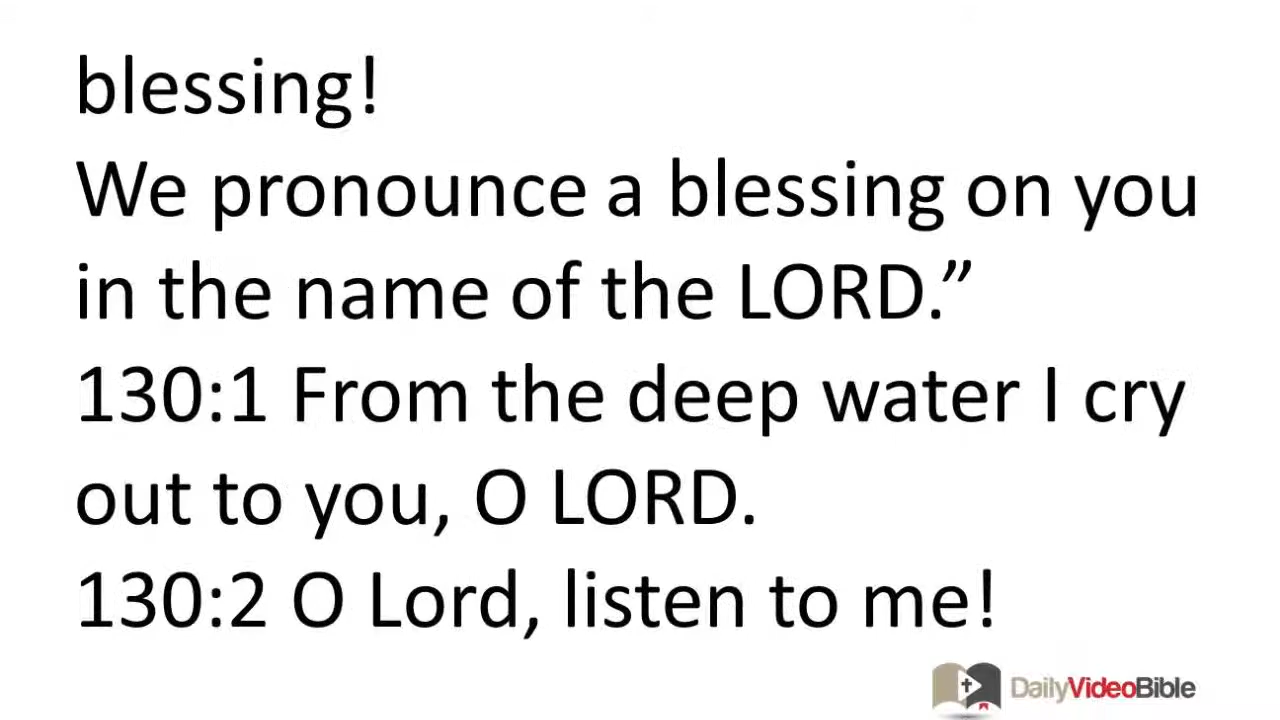 blessing!
We pronounce a blessing on you
in the name of the LORD.”
130:1 From the deep water I cry
out to you, O LORD.
130:2 O Lord, listen to me!
DailyVideoBible